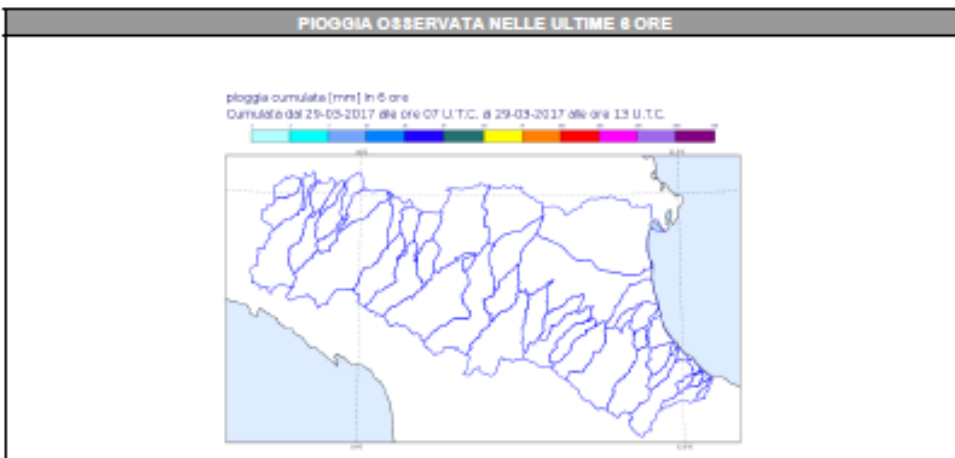 PIOGGIA OSSERVATA NELLE ULTIME 6 ORE
pioggia cumulata [mm] in 6 ore
Cumulata dal 29-03-2017 alle ore 07 U.T.C. al 29-03-2017 alle ore 13 U.T.C.